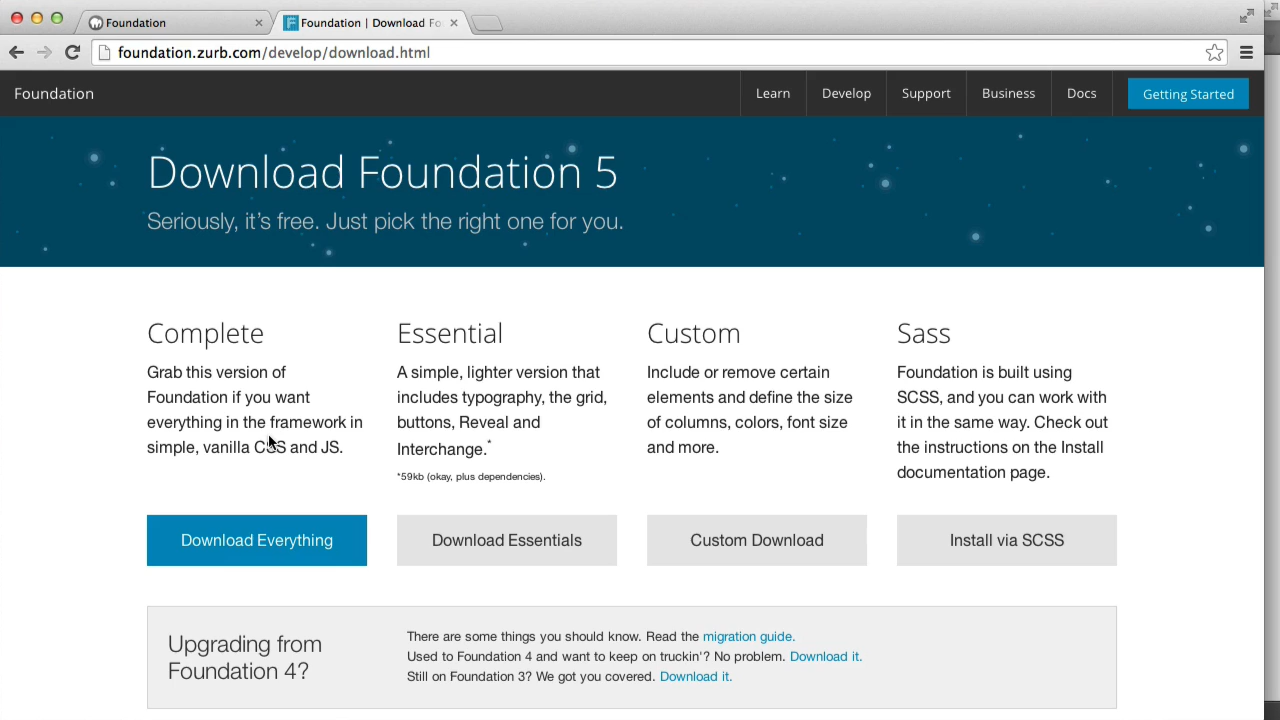 Foundation
Foundation | Download Fo
foundation.zurb.com/develop/download.html
Foundation
Learn
Develop
Support
Business
Docs
Getting Started
Download Foundation 5
Seriously, it's free. Just pick the right one for you.
Complete
Grab this version of
Foundation if you want
everything in the framework in
simple, vanilla CSS and JS.
Download Everything
Essential
A simple, lighter version that
includes typography, the grid,
buttons, Reveal and
Interchange.*
*59kb (okay, plus dependencies).
Download Essentials
Custom
Include or remove certain
elements and define the size
of columns, colors, font size
and more.
Custom Download
Sass
Foundation is built using
SCSS, and you can work with
it in the same way. Check out
the instructions on the Install
documentation page.
Install via SCSS
Upgrading from
Foundation 4?
There are some things you should know. Read the migration guide.
Used to Foundation 4 and want to keep on truckin'? No problem. Download it.
Still on Foundation 3? We got you covered. Download it.